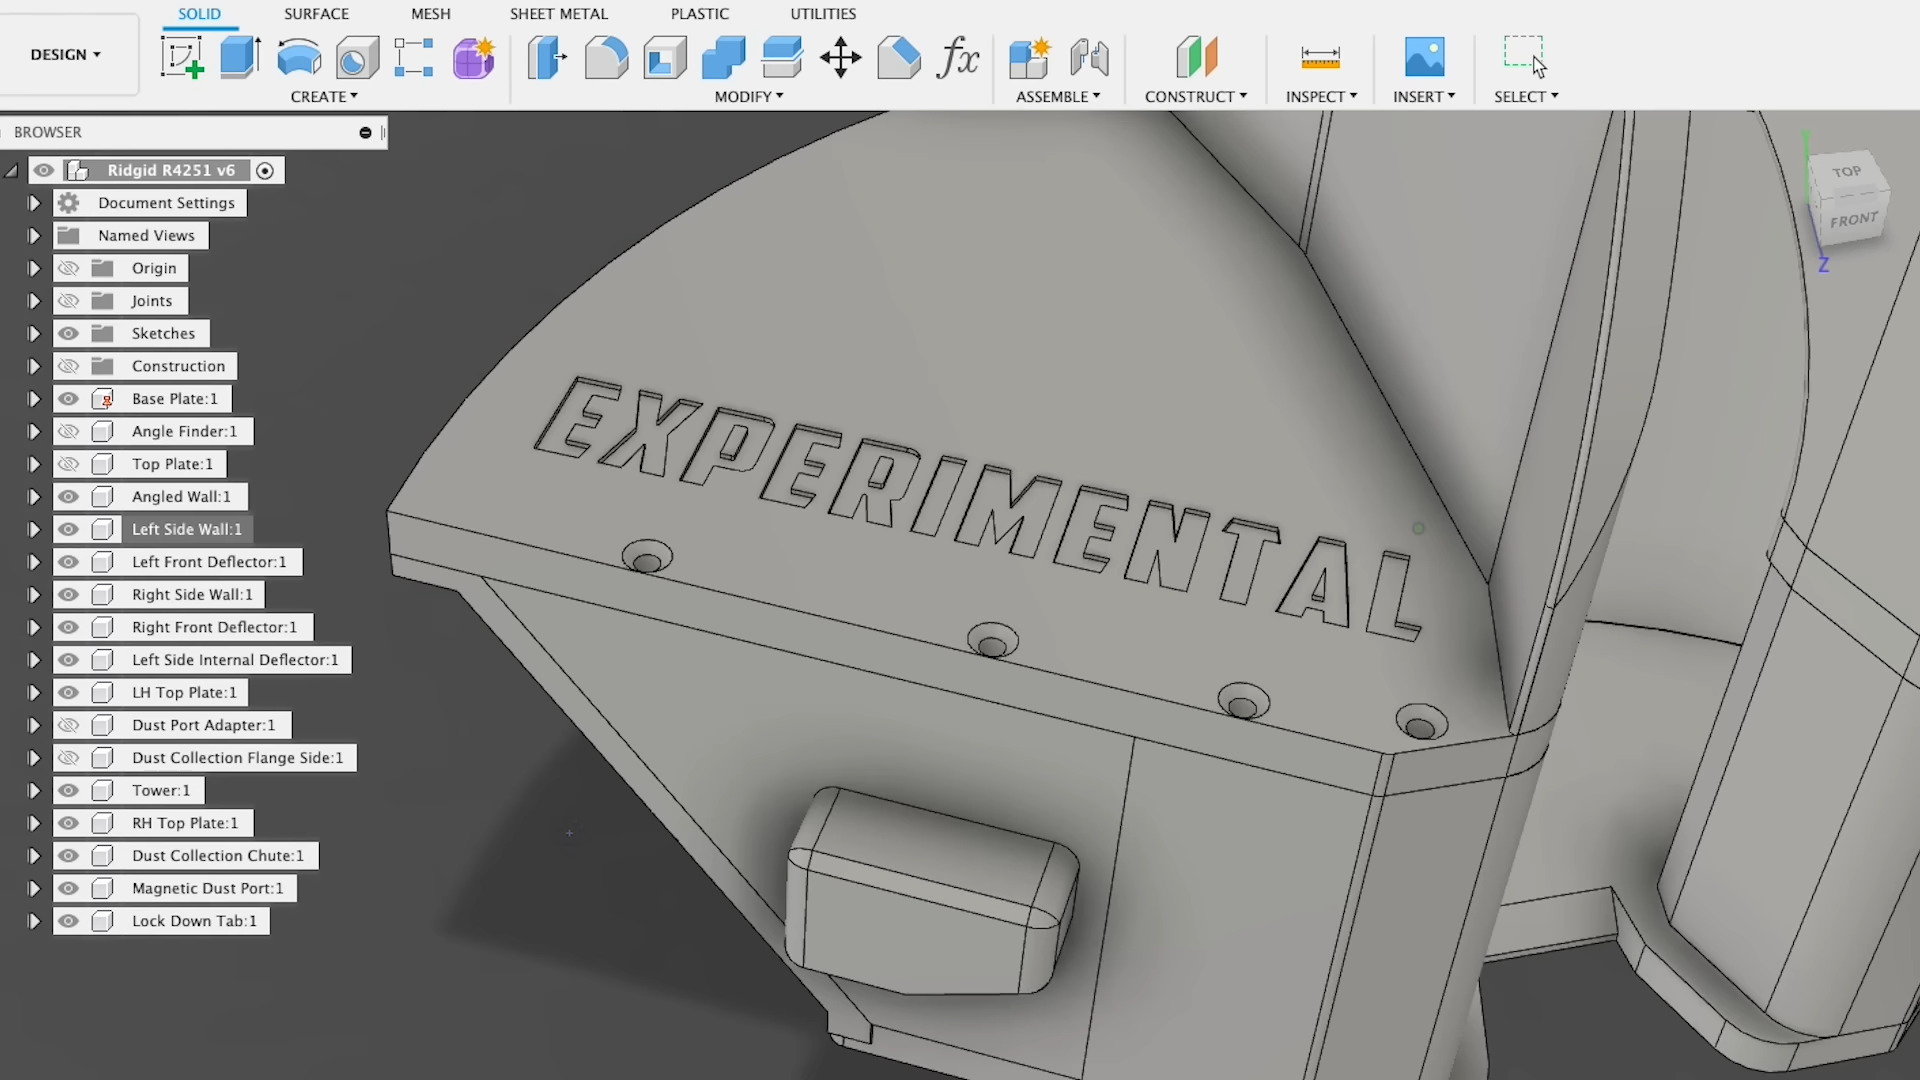 SOLID SURFACE MESH SHEET METAL PLASTIC UTILITIES
DESIGN
fx
CREATE MODIFY ASSEMBLE CONSTRUCT INSPECT INSERT SELECT
BROWSER
Ridgid R4251 v6
Document Settings
Named Views
Origin
Joints
Sketches
Construction
Base Plate:1
Angle Finder:1
Top Plate:1
Angled Wall:1
Left Side Wall:1
Left Front Deflector:1
Right Side Wall:1
Right Front Deflector:1
Left Side Internal Deflector:1
LH Top Plate:1
Dust Port Adapter:1
Dust Collection Flange Side:1
Tower:1
RH Top Plate:1
Dust Collection Chute:1
Magnetic Dust Port:1
Lock Down Tab:1
EXPERIMENTAL
TOP
FRONT
Z